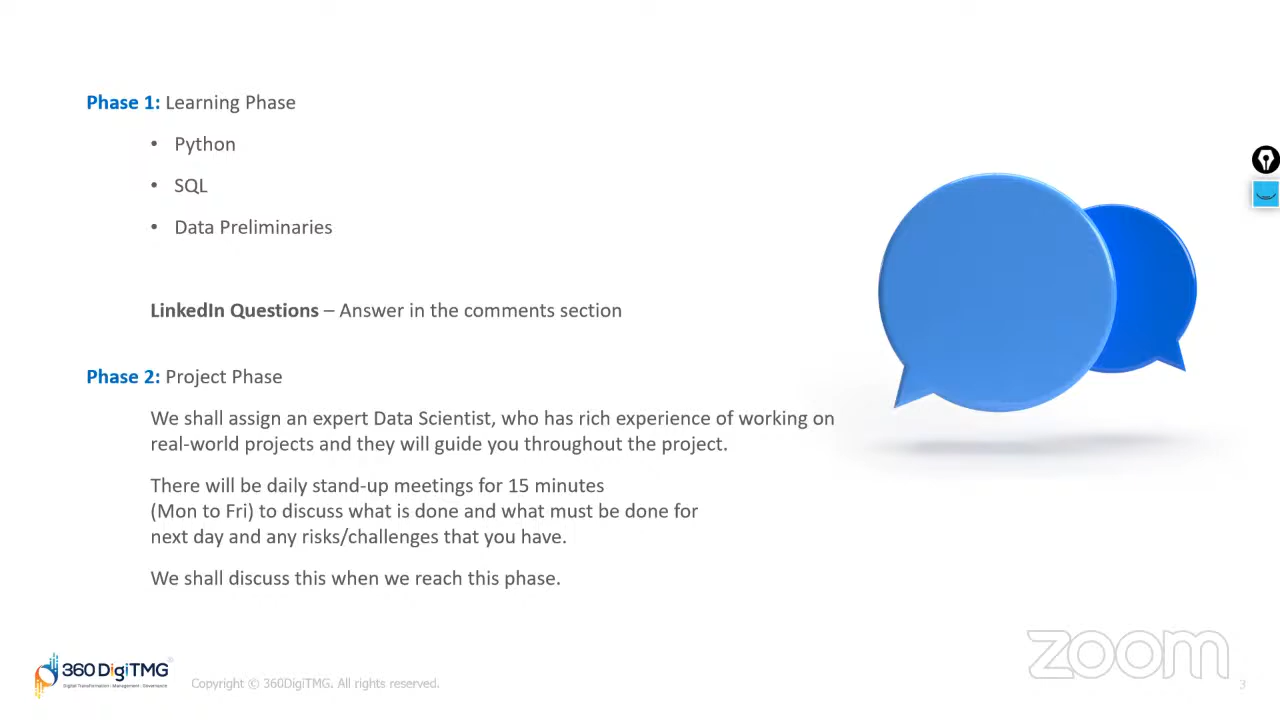 Phase 1: Learning Phase
• Python
• SQL
• Data Preliminaries
LinkedIn Questions – Answer in the comments section
Phase 2: Project Phase
We shall assign an expert Data Scientist, who has rich experience of working on
real-world projects and they will guide you throughout the project.
There will be daily stand-up meetings for 15 minutes
(Mon to Fri) to discuss what is done and what must be done for
next day and any risks/challenges that you have.
We shall discuss this when we reach this phase.
zoom
360DigiTMG®
Digital Transformation • Management • Governance
Copyright © 360DigiTMG. All rights reserved.
3